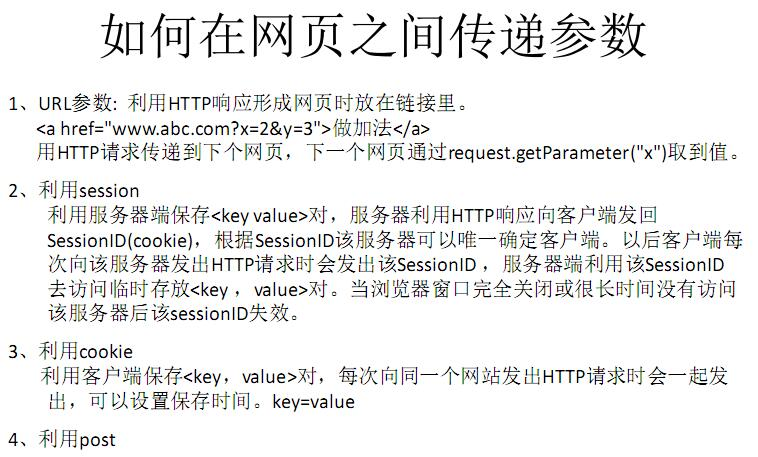 如何在网页之间传递参数
1、URL参数: 利用HTTP响应形成网页时放在链接里。
<a href="www.abc.com?x=2&y=3">做加法</a>
用HTTP请求传递到下个网页，下一个网页通过request.getParameter("x")取到值。
2、利用session
利用服务器端保存<key value>对，服务器利用HTTP响应向客户端发回
SessionID(cookie)，根据SessionID该服务器可以唯一确定客户端。以后客户端每
次向该服务器发出HTTP请求时会发出该SessionID ，服务器端利用该SessionID
去访问临时存放<key ，value>对。当浏览器窗口完全关闭或很长时间没有访问
该服务器后该sessionID失效。
3、利用cookie
利用客户端保存<key，value>对，每次向同一个网站发出HTTP请求时会一起发
出，可以设置保存时间。key=value
4、利用post